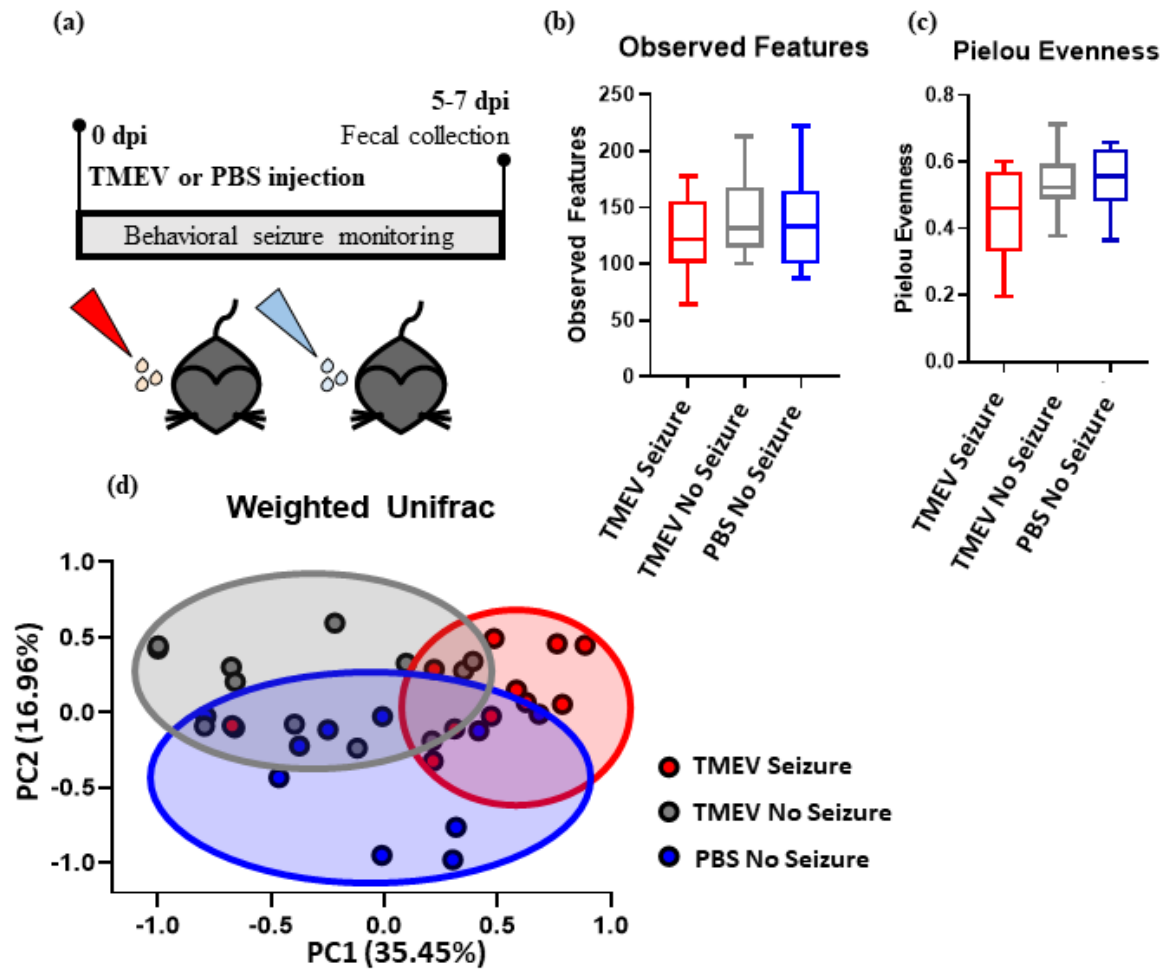 (a)
0 dpi
TMEV or PBS injection
5-7 dpi
Fecal collection
Behavioral seizure monitoring
(b)
Observed Features
Observed Features
250
200
150
100
50
0
TMEV Seizure
TMEV No Seizure
PBS No Seizure
(c)
Pielou Evenness
Pielou Evenness
0.8
0.6
0.4
0.2
0.0
TMEV Seizure
TMEV No Seizure
PBS No Seizure
(d)
Weighted Unifrac
PC2 (16.96%)
1.0
0.5
0.0
-0.5
-1.0
-1.0 -0.5 0.0 0.5 1.0
PC1 (35.45%)
TMEV Seizure
TMEV No Seizure
PBS No Seizure